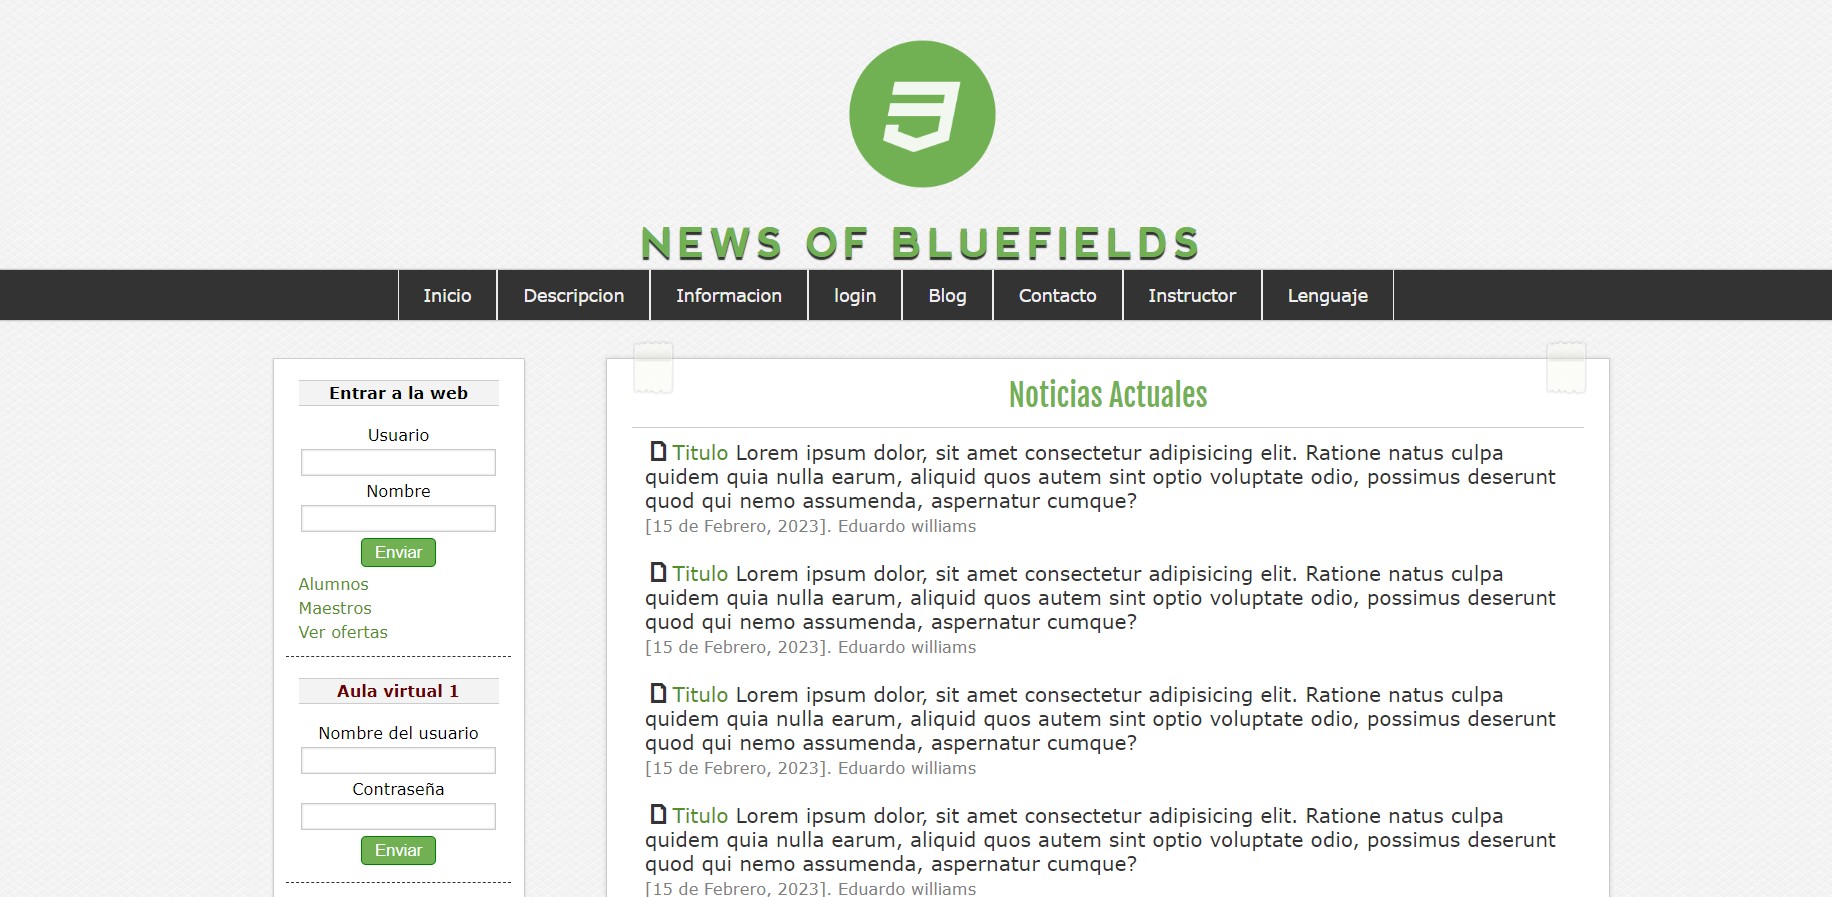 NEWS OF BLUEFIELDS
Inicio
Descripcion
Informacion
login
Blog
Contacto
Instructor
Lenguaje
Entrar a la web
Usuario
Nombre
Enviar
Alumnos
Maestros
Ver ofertas
Aula virtual 1
Nombre del usuario
Contraseña
Enviar
Noticias Actuales
Titulo Lorem ipsum dolor, sit amet consectetur adipisicing elit. Ratione natus culpa
quidem quia nulla earum, aliquid quos autem sint optio voluptate odio, possimus deserunt
quod qui nemo assumenda, aspernatur cumque?
[15 de Febrero, 2023]. Eduardo williams
Titulo Lorem ipsum dolor, sit amet consectetur adipisicing elit. Ratione natus culpa
quidem quia nulla earum, aliquid quos autem sint optio voluptate odio, possimus deserunt
quod qui nemo assumenda, aspernatur cumque?
[15 de Febrero, 2023]. Eduardo williams
Titulo Lorem ipsum dolor, sit amet consectetur adipisicing elit. Ratione natus culpa
quidem quia nulla earum, aliquid quos autem sint optio voluptate odio, possimus deserunt
quod qui nemo assumenda, aspernatur cumque?
[15 de Febrero, 2023]. Eduardo williams
Titulo Lorem ipsum dolor, sit amet consectetur adipisicing elit. Ratione natus culpa
quidem quia nulla earum, aliquid quos autem sint optio voluptate odio, possimus deserunt
quod qui nemo assumenda, aspernatur cumque?
[15 de Febrero, 2023]. Eduardo williams